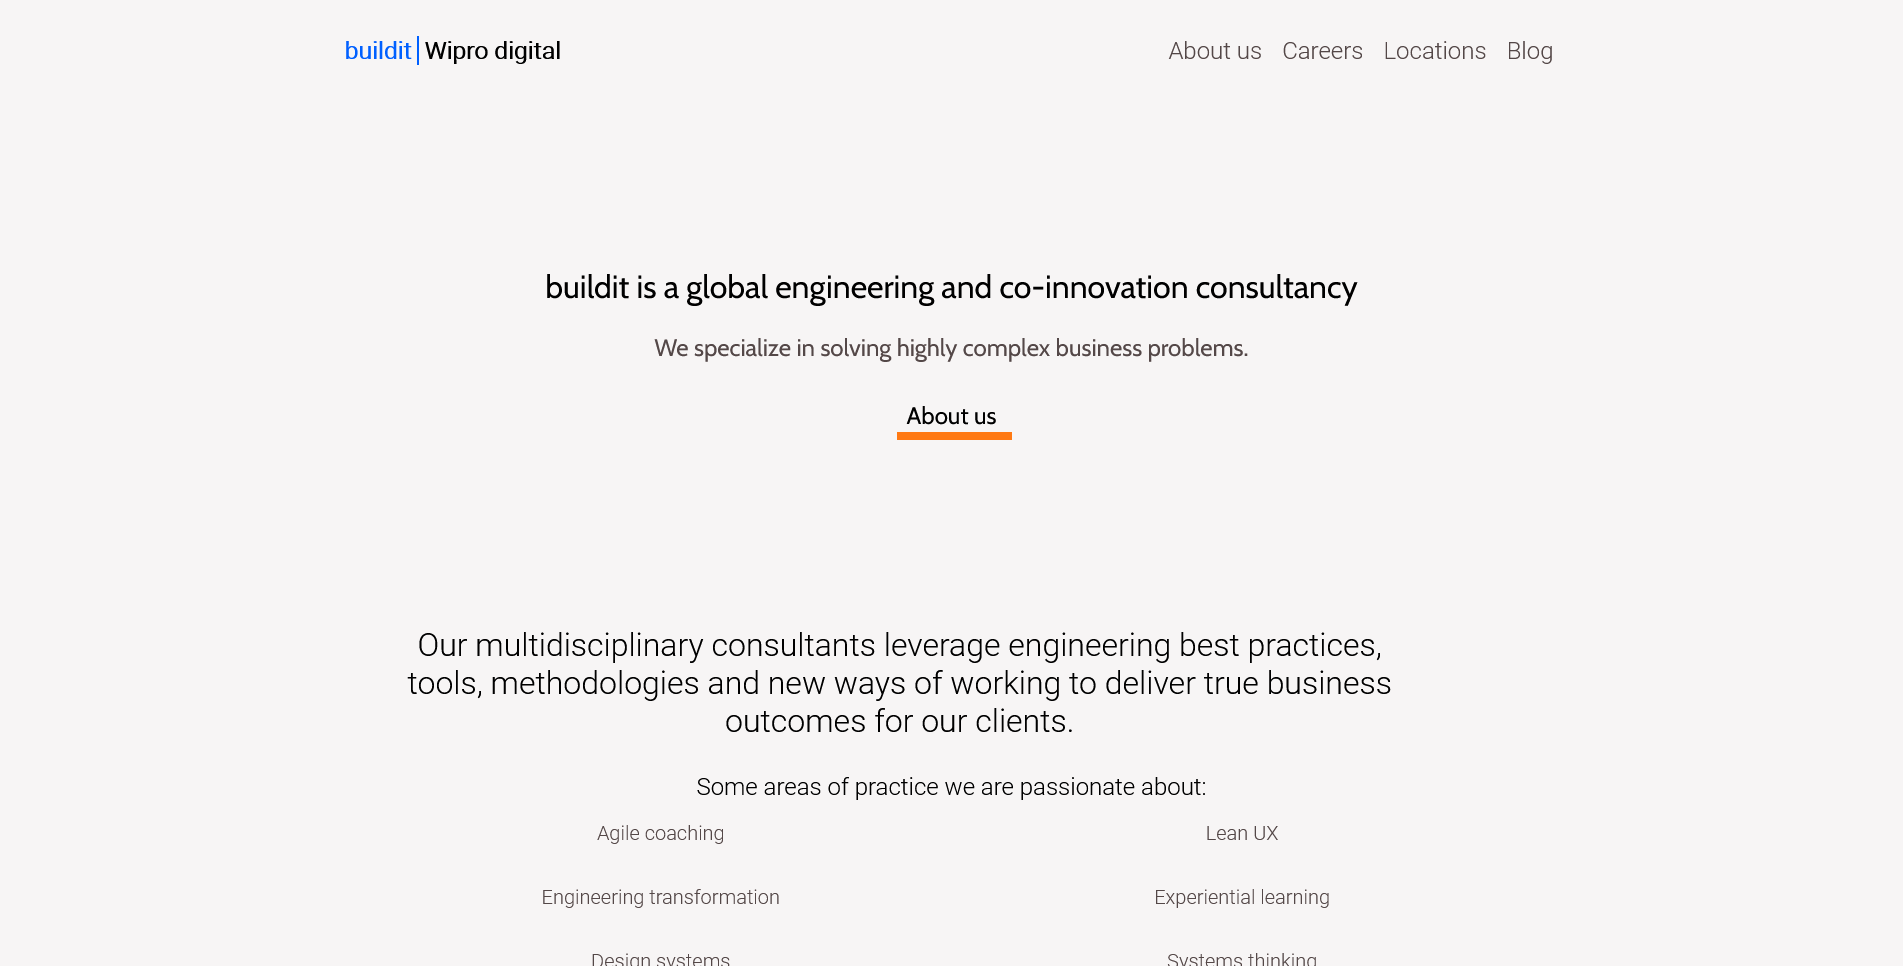 buildit | Wipro digital
About us Careers Locations Blog
buildit is a global engineering and co-innovation consultancy
We specialize in solving highly complex business problems.
About us
Our multidisciplinary consultants leverage engineering best practices,
tools, methodologies and new ways of working to deliver true business
outcomes for our clients.
Some areas of practice we are passionate about:
Agile coaching
Lean UX
Engineering transformation
Experiential learning
Design systems
Systems thinking